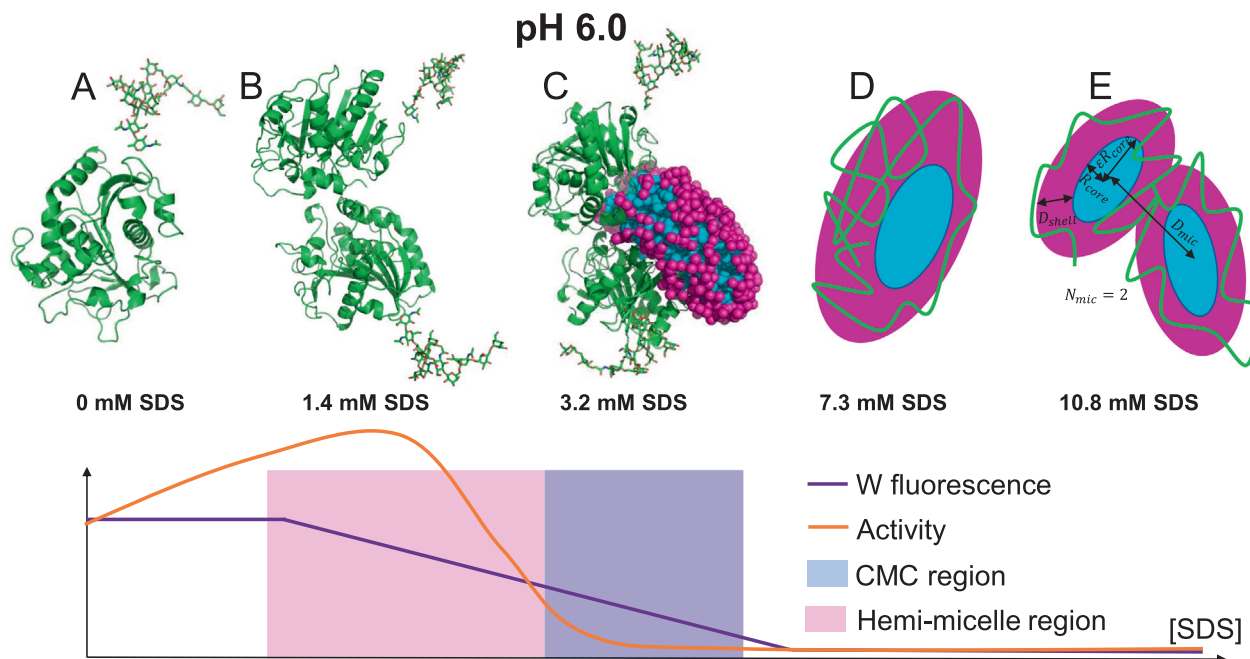 pH 6.0
A
B
C
D
E
εR_core
R_core
D_shell
D_mic
N_mic = 2
0 mM SDS
1.4 mM SDS
3.2 mM SDS
7.3 mM SDS
10.8 mM SDS
W fluorescence
Activity
CMC region
Hemi-micelle region
[SDS]